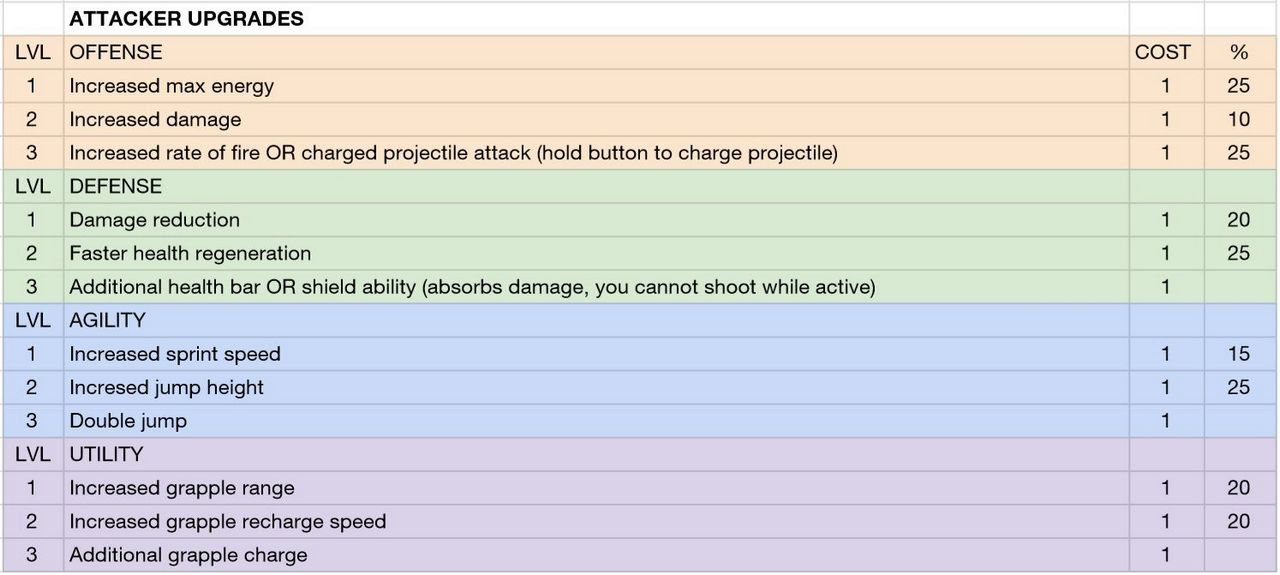 ATTACKER UPGRADES
LVL OFFENSE COST %
1 Increased max energy 1 25
2 Increased damage 1 10
3 Increased rate of fire OR charged projectile attack (hold button to charge projectile) 1 25
LVL DEFENSE
1 Damage reduction 1 20
2 Faster health regeneration 1 25
3 Additional health bar OR shield ability (absorbs damage, you cannot shoot while active) 1
LVL AGILITY
1 Increased sprint speed 1 15
2 Incresed jump height 1 25
3 Double jump 1
LVL UTILITY
1 Increased grapple range 1 20
2 Increased grapple recharge speed 1 20
3 Additional grapple charge 1